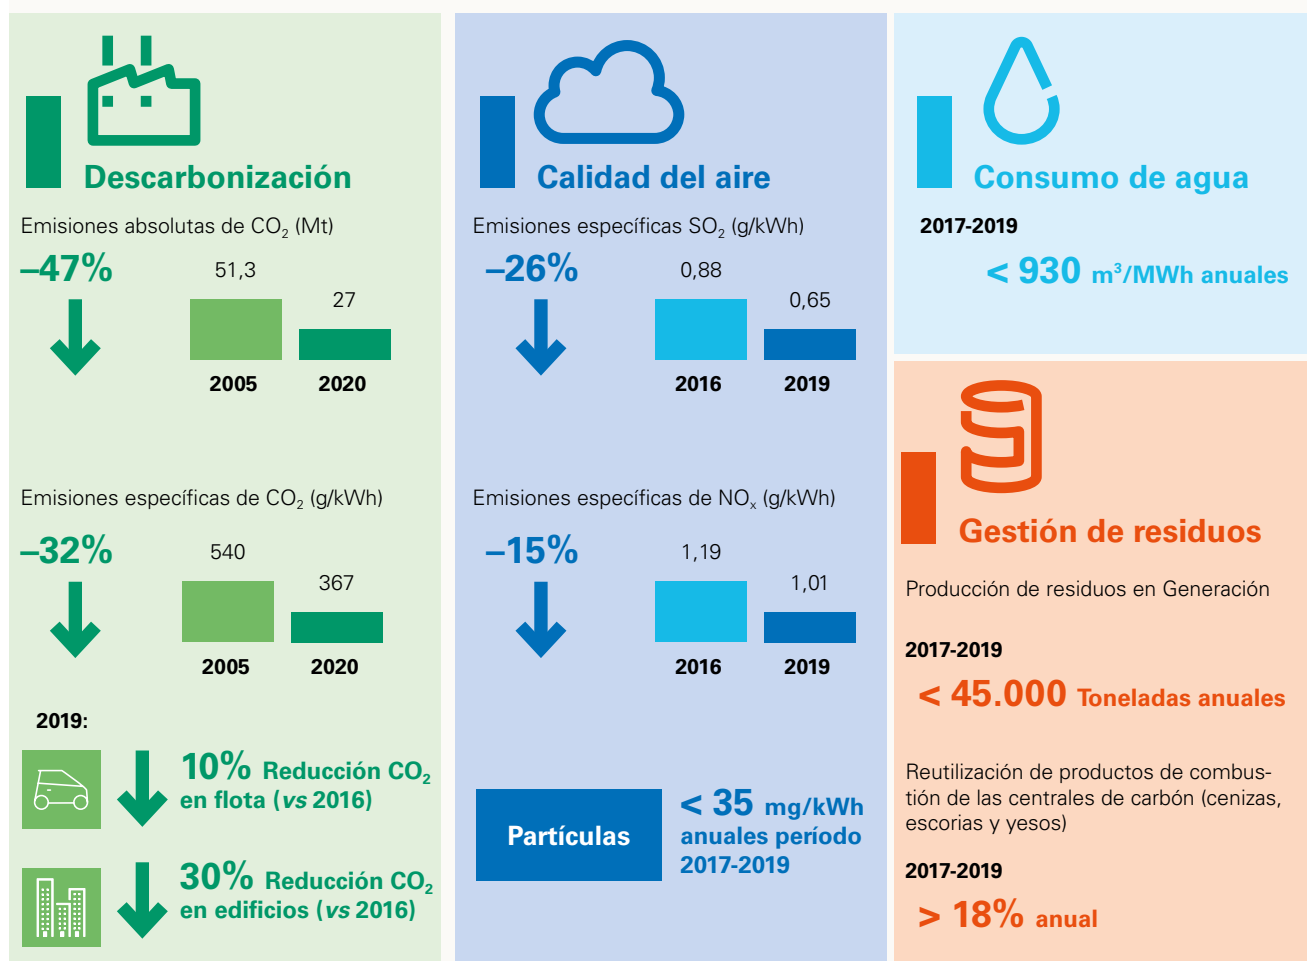 Descarbonización
Emisiones absolutas de CO₂ (Mt)
–47%
51,3
27
2005
2020
Emisiones específicas de CO₂ (g/kWh)
–32%
540
367
2005
2020
2019:
10% Reducción CO₂
en flota (vs 2016)
30% Reducción CO₂
en edificios (vs 2016)
Calidad del aire
Emisiones específicas SO₂ (g/kWh)
–26%
0,88
0,65
2016
2019
Emisiones específicas de NOₓ (g/kWh)
–15%
1,19
1,01
2016
2019
Partículas
< 35 mg/kWh
anuales período
2017-2019
Consumo de agua
2017-2019
< 930 m³/MWh anuales
Gestión de residuos
Producción de residuos en Generación
2017-2019
< 45.000 Toneladas anuales
Reutilización de productos de combus-
tión de las centrales de carbón (cenizas,
escorias y yesos)
2017-2019
> 18% anual